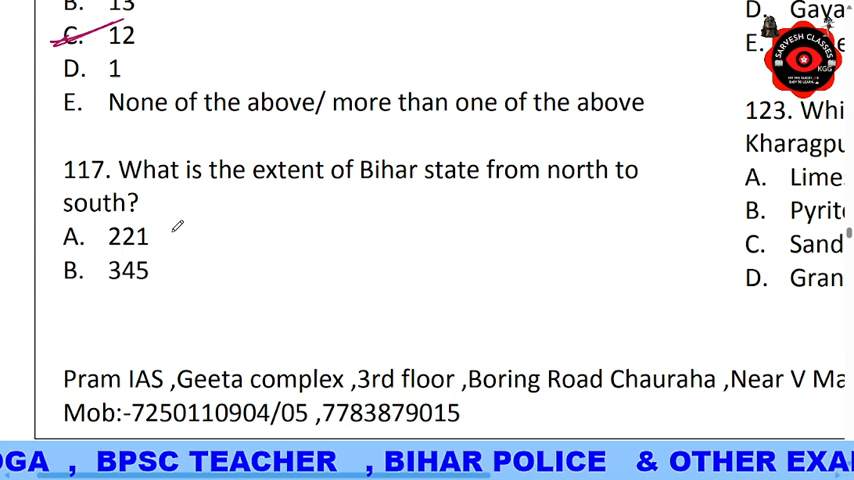 B. 13
C. 12
D. 1
E. None of the above/ more than one of the above
117. What is the extent of Bihar state from north to
south?
A. 221
B. 345
Pram IAS ,Geeta complex ,3rd floor ,Boring Road Chauraha ,Near V Ma
Mob:-7250110904/05 ,7783879015
D. Gaya
E.
SARVESH CLASSES
KGG
123. Whi
Kharagpu
A. Lime
B. Pyrit
C. Sand
D. Gran
OGA , BPSC TEACHER , BIHAR POLICE & OTHER EXA